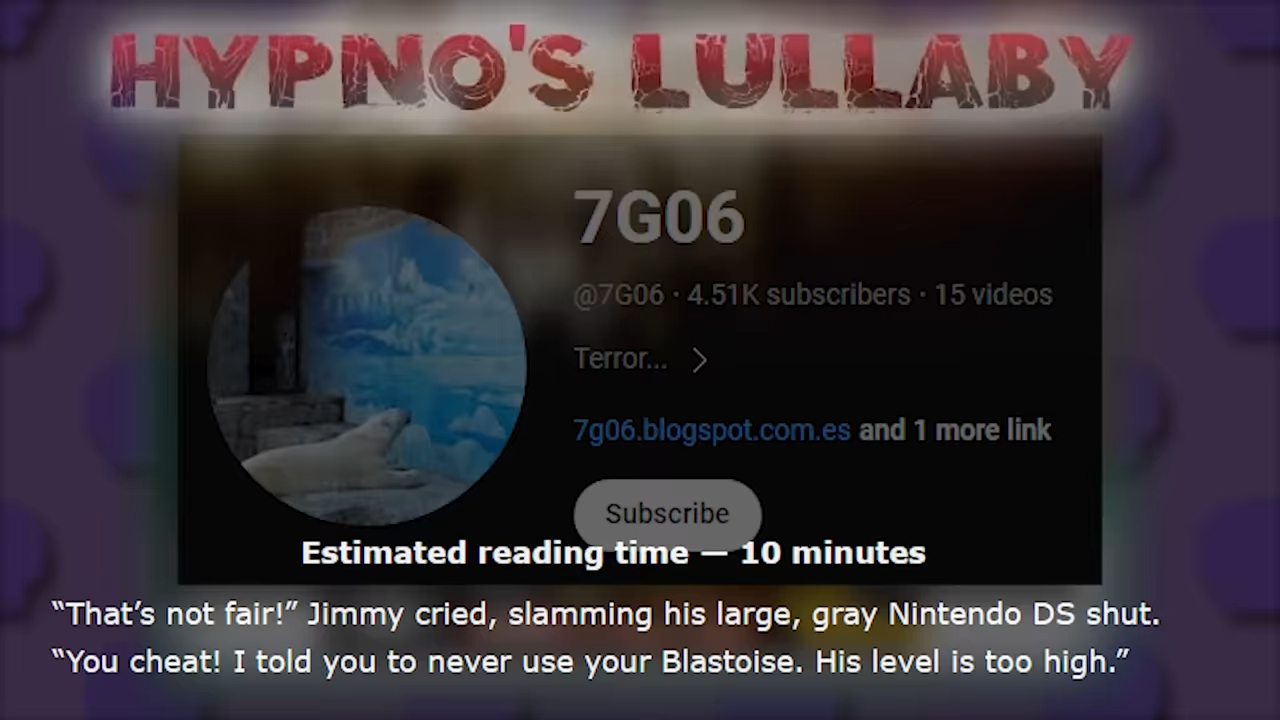 HYPNO'S LULLABY
7G06
@7G06 · 4.51K subscribers · 15 videos
Terror...
7g06.blogspot.com.es and 1 more link
Subscribe
Estimated reading time — 10 minutes
“That’s not fair!” Jimmy cried, slamming his large, gray Nintendo DS shut.
“You cheat! I told you to never use your Blastoise. His level is too high.”